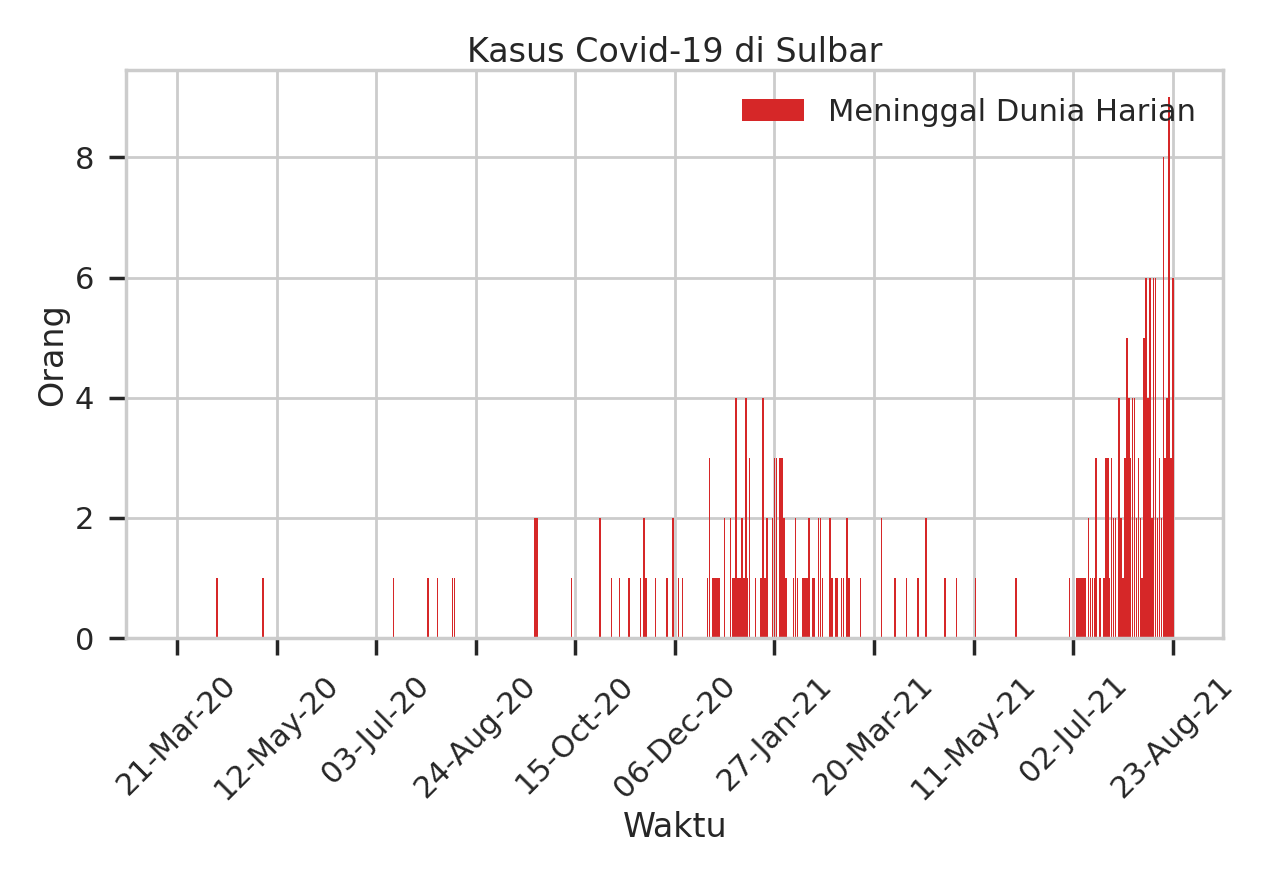 Kasus Covid-19 di Sulbar
Meninggal Dunia Harian
Orang
8
6
4
2
0
21-Mar-20
12-May-20
03-Jul-20
24-Aug-20
15-Oct-20
06-Dec-20
27-Jan-21
20-Mar-21
11-May-21
02-Jul-21
23-Aug-21
Waktu